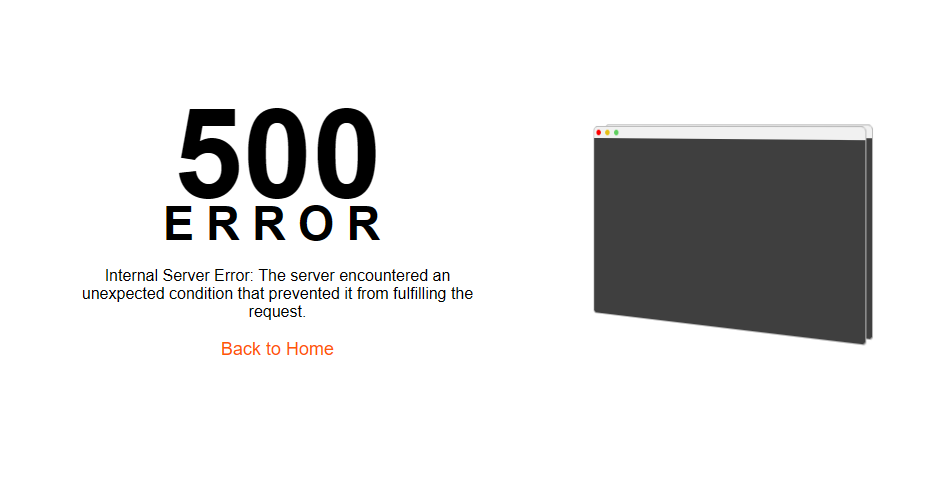 500
ERROR
Internal Server Error: The server encountered an
unexpected condition that prevented it from fulfilling the
request.
Back to Home